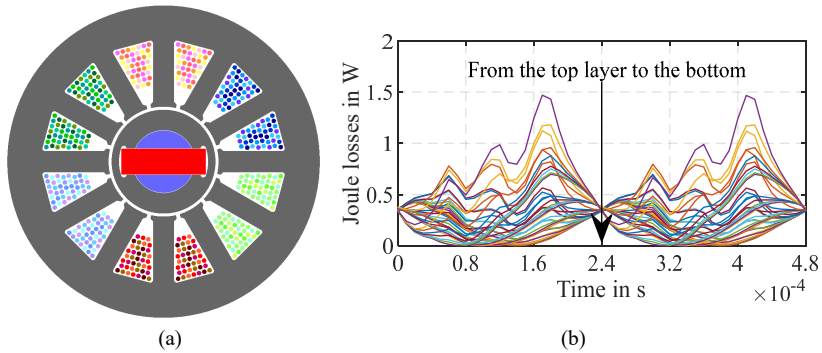 2
1.5
1
0.5
0
From the top layer to the bottom
Joule losses in W
0 0.8 1.6 2.4 3.2 4 4.8
Time in s
×10⁻⁴
(a) (b)